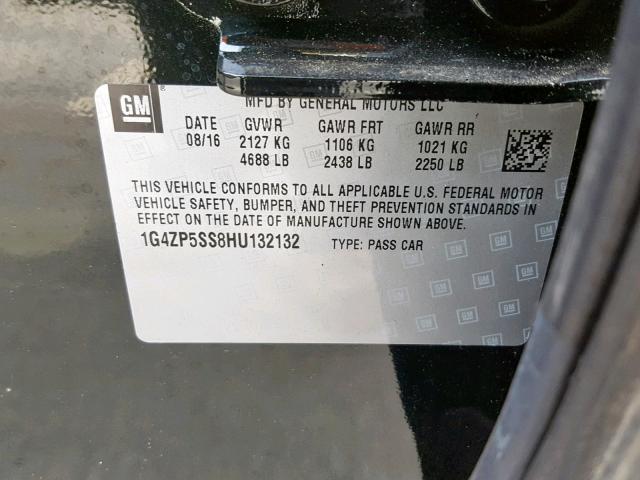 GM
MFD BY GENERAL MOTORS LLC
DATE GVWR GAWR FRT GAWR RR
08/16 2127 KG 1106 KG 1021 KG
4688 LB 2438 LB 2250 LB
THIS VEHICLE CONFORMS TO ALL APPLICABLE U.S. FEDERAL MOTOR
VEHICLE SAFETY, BUMPER, AND THEFT PREVENTION STANDARDS IN
EFFECT ON THE DATE OF MANUFACTURE SHOWN ABOVE.
1G4ZP5SS8HU132132 TYPE: PASS CAR